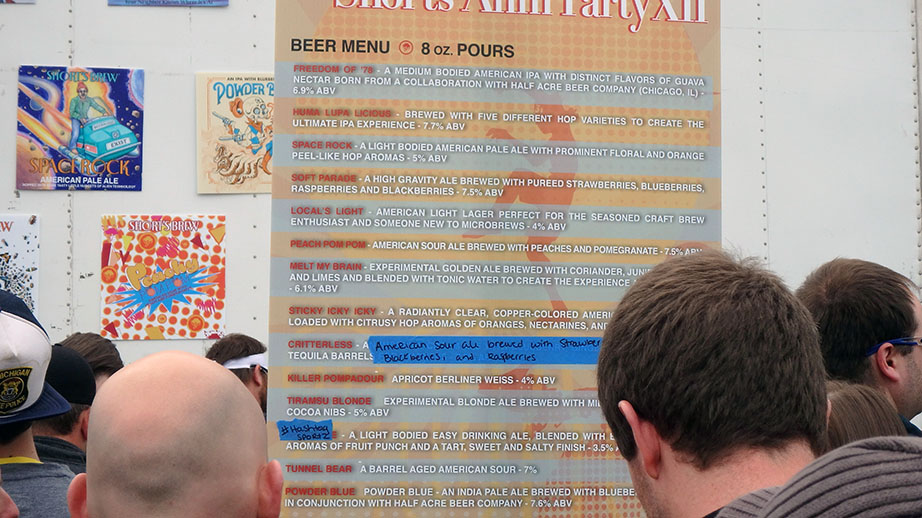 Shorts Anni Party XII
BEER MENU 8 oz. POURS
FREEDOM OF '78 - A MEDIUM BODIED AMERICAN IPA WITH DISTINCT FLAVORS OF GUAVA
NECTAR BORN FROM A COLLABORATION WITH HALF ACRE BEER COMPANY (CHICAGO, IL) -
6.9% ABV
HUMA LUPA LICIOUS - BREWED WITH FIVE DIFFERENT HOP VARIETIES TO CREATE THE
ULTIMATE IPA EXPERIENCE - 7.7% ABV
SPACE ROCK - A LIGHT BODIED AMERICAN PALE ALE WITH PROMINENT FLORAL AND ORANGE
PEEL-LIKE HOP AROMAS - 5% ABV
SOFT PARADE - A HIGH GRAVITY ALE BREWED WITH PUREED STRAWBERRIES, BLUEBERRIES,
RASPBERRIES AND BLACKBERRIES - 7.5% ABV
LOCAL'S LIGHT - AMERICAN LIGHT LAGER PERFECT FOR THE SEASONED CRAFT BREW
ENTHUSIAST AND SOMEONE NEW TO MICROBREWS - 4% ABV
PEACH POM POM - AMERICAN SOUR ALE BREWED WITH PEACHES AND POMEGRANATE - 7.5% ABV
MELT MY BRAIN - EXPERIMENTAL GOLDEN ALE BREWED WITH CORIANDER,
AND LIMES AND BLENDED WITH TONIC WATER TO CREATE THE EXPERIENCE
- 6.1% ABV
STICKY ICKY ICKY - A RADIANTLY CLEAR, COPPER-COLORED
LOADED WITH CITRUSY HOP AROMAS OF ORANGES, NECTARINES,
CRITTERLESS - A American Sour ale brewed with
TEQUILA BARRELS Blackberries, and Raspberries
KILLER POMPADOUR APRICOT BERLINER WEISS - 4% ABV
TIRAMSU BLONDE EXPERIMENTAL BLONDE ALE BREWED WITH
COCOA NIBS - 5% ABV
#Hashtag
Sportz
- A LIGHT BODIED EASY DRINKING ALE, BLENDED WITH
AROMAS OF FRUIT PUNCH AND A TART, SWEET AND SALTY FINISH - 3.5%
TUNNEL BEAR - A BARREL AGED AMERICAN SOUR - 7%
POWDER BLUE POWDER BLUE - AN INDIA PALE ALE BREWED WITH
IN CONJUNCTION WITH HALF ACRE BEER COMPANY - 7.6% ABV
SHORT'S BREW
EXIT
SPACE ROCK
AMERICAN PALE ALE
AN IPA WITH
POWDER
SHORT'S BREW
Peachy
POM POM